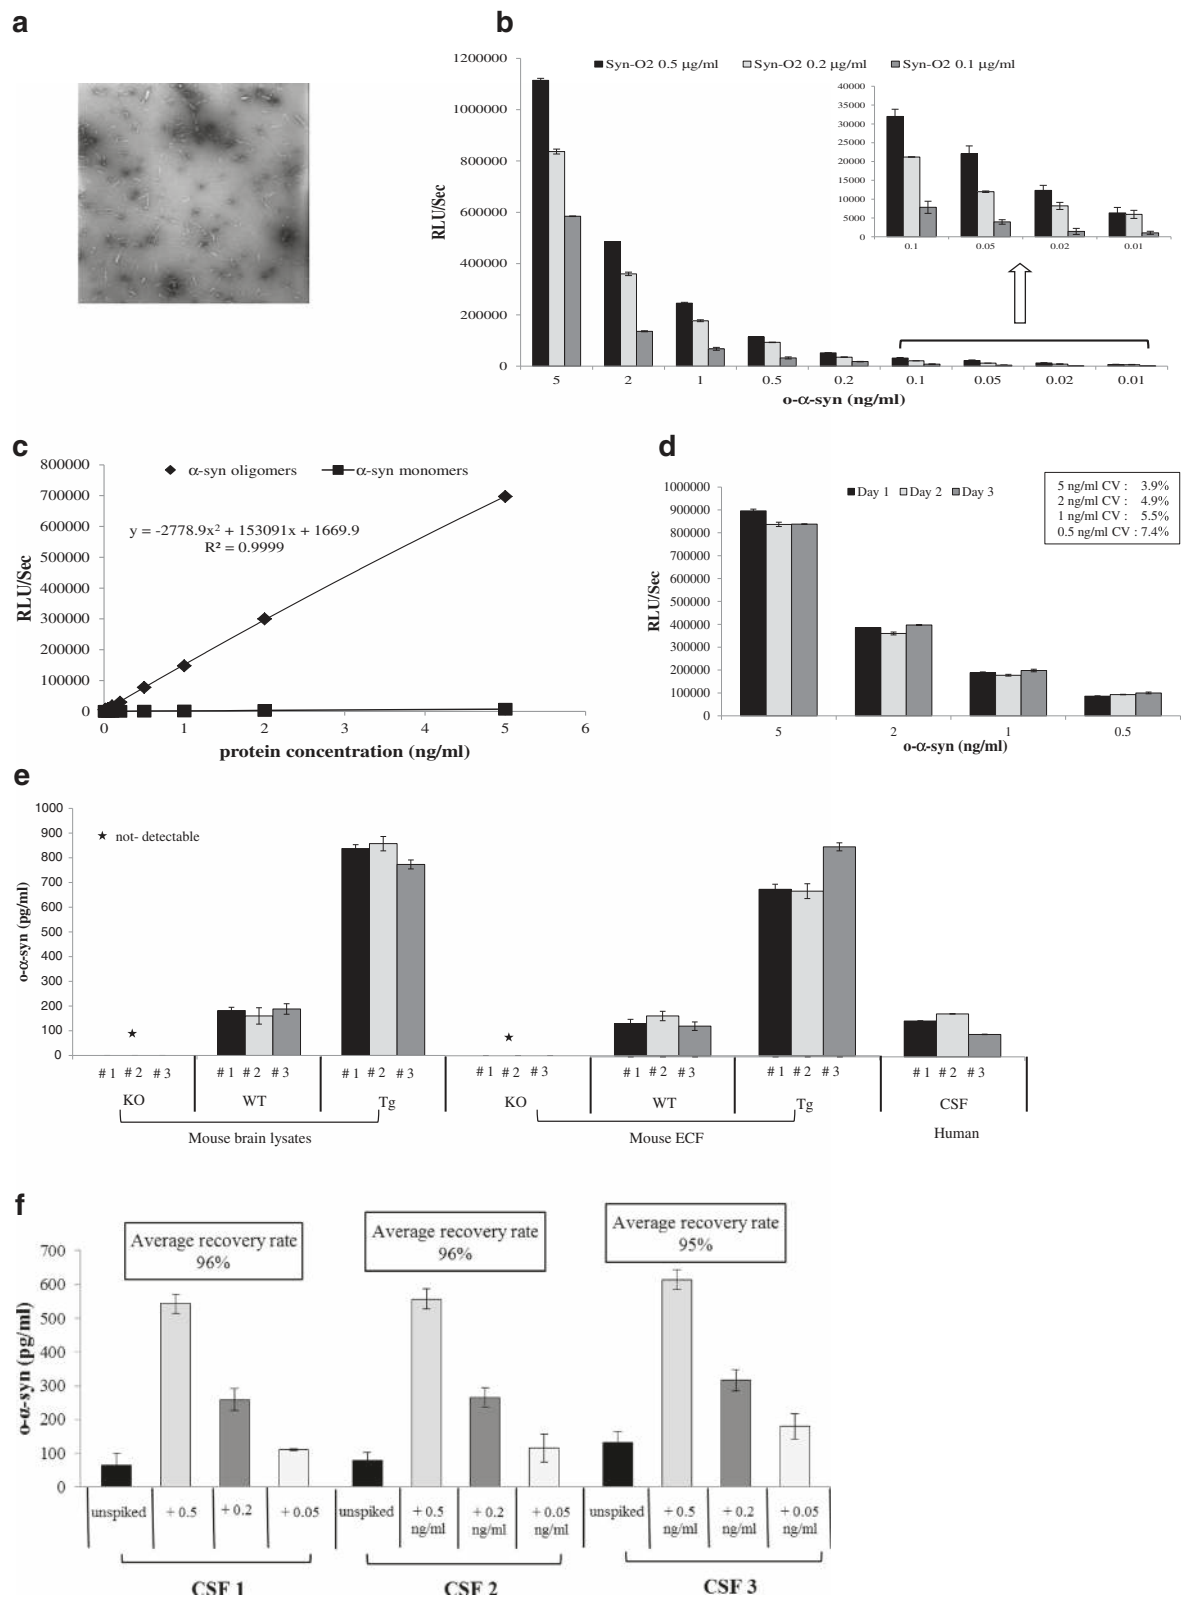 a
b
Syn-O2 0.5 µg/ml
Syn-O2 0.2 µg/ml
Syn-O2 0.1 µg/ml
RLU/Sec
1200000
1000000
800000
600000
400000
200000
0
5
2
1
0.5
0.2
0.1
0.05
0.02
0.01
o-α-syn (ng/ml)
40000
35000
30000
25000
20000
15000
10000
5000
0
0.1
0.05
0.02
0.01
c
800000
700000
600000
500000
400000
300000
200000
100000
0
RLU/Sec
α-syn oligomers
α-syn monomers
y = -2778.9x² + 153091x + 1669.9
R² = 0.9999
0
1
2
3
4
5
6
protein concentration (ng/ml)
d
1000000
900000
800000
700000
600000
500000
400000
300000
200000
100000
0
RLU/Sec
Day 1
Day 2
Day 3
5 ng/ml CV : 3.9%
2 ng/ml CV : 4.9%
1 ng/ml CV : 5.5%
0.5 ng/ml CV : 7.4%
5
2
1
0.5
o-α-syn (ng/ml)
e
1000
900
800
700
600
500
400
300
200
100
0
o-α-syn (pg/ml)
★ not- detectable
★
★
# 1 # 2 # 3
# 1 # 2 # 3
# 1 # 2 # 3
# 1 # 2 # 3
# 1 # 2 # 3
# 1 # 2 # 3
# 1 # 2 # 3
KO
WT
Tg
KO
WT
Tg
CSF
Mouse brain lysates
Mouse ECF
Human
f
700
600
500
400
300
200
100
0
o-α-syn (pg/ml)
Average recovery rate
96%
Average recovery rate
96%
Average recovery rate
95%
unspiked
+ 0.5
+ 0.2
+ 0.05
unspiked
+ 0.5
ng/ml
+ 0.2
ng/ml
+ 0.05
ng/ml
unspiked
+ 0.5
ng/ml
+ 0.2
ng/ml
+ 0.05
ng/ml
CSF 1
CSF 2
CSF 3